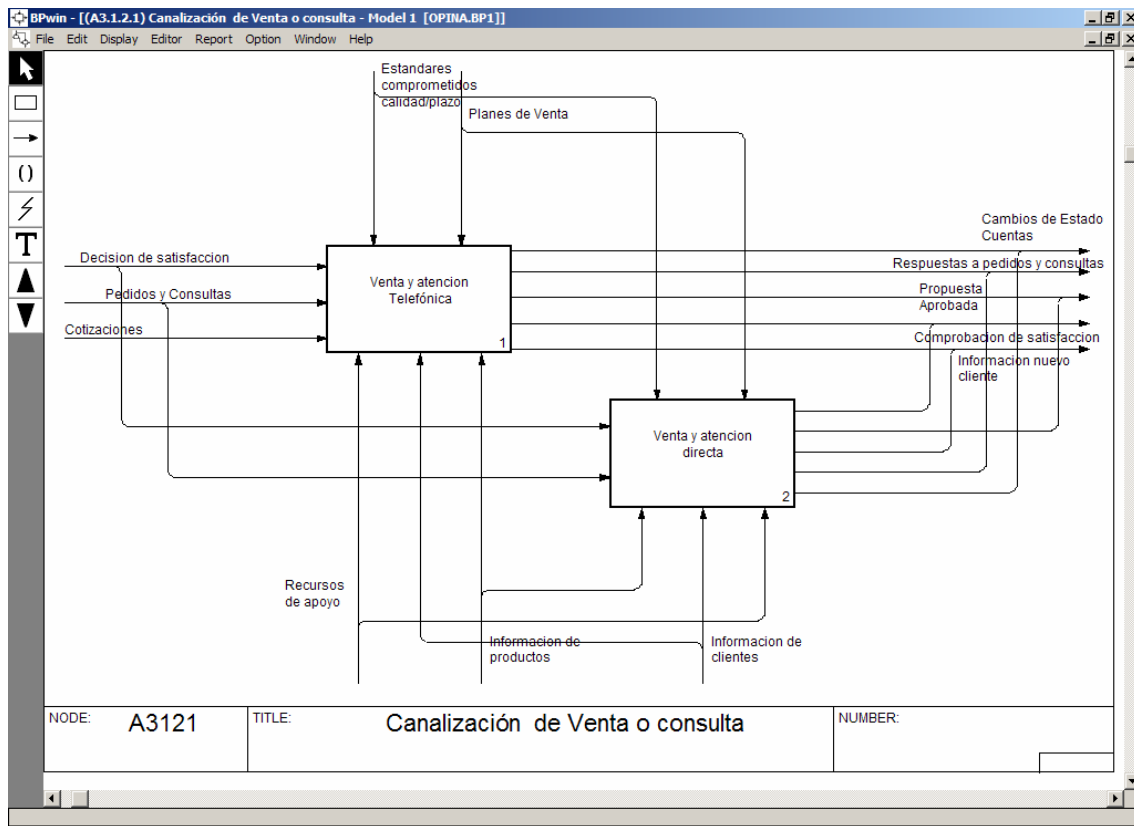 BPwin - [(A3.1.2.1) Canalización de Venta o consulta - Model 1 [OPINA.BP1]]
File Edit Display Editor Report Option Window Help
Estandares
comprometidos
calidad/plazo
Planes de Venta
( )
T
Cambios de Estado
Cuentas
Decision de satisfaccion
Respuestas a pedidos y consultas
Venta y atencion
Telefónica
1
Pedidos y Consultas
Propuesta
Aprobada
Cotizaciones
Comprobacion de satisfaccion
Informacion nuevo
cliente
Venta y atencion
directa
2
Recursos
de apoyo
Informacion de
productos
Informacion de
clientes
NODE: A3121
TITLE: Canalización de Venta o consulta
NUMBER: